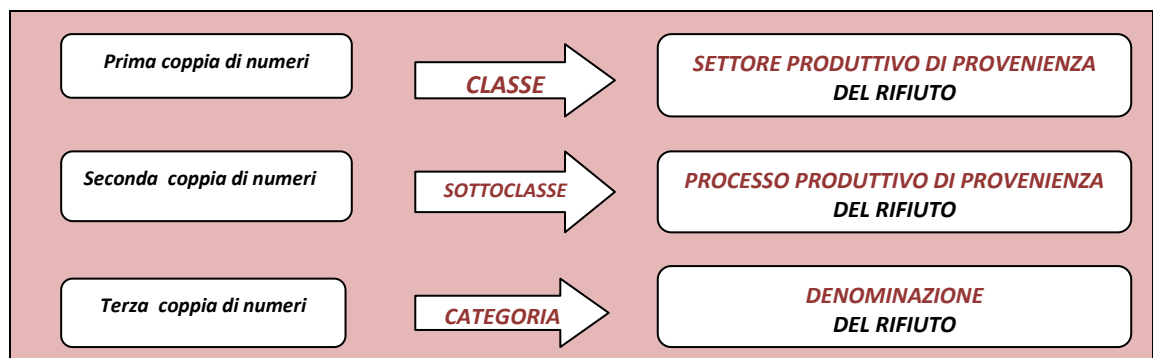 Prima coppia di numeri
CLASSE
SETTORE PRODUTTIVO DI PROVENIENZA
DEL RIFIUTO
Seconda coppia di numeri
SOTTOCLASSE
PROCESSO PRODUTTIVO DI PROVENIENZA
DEL RIFIUTO
Terza coppia di numeri
CATEGORIA
DENOMINAZIONE
DEL RIFIUTO